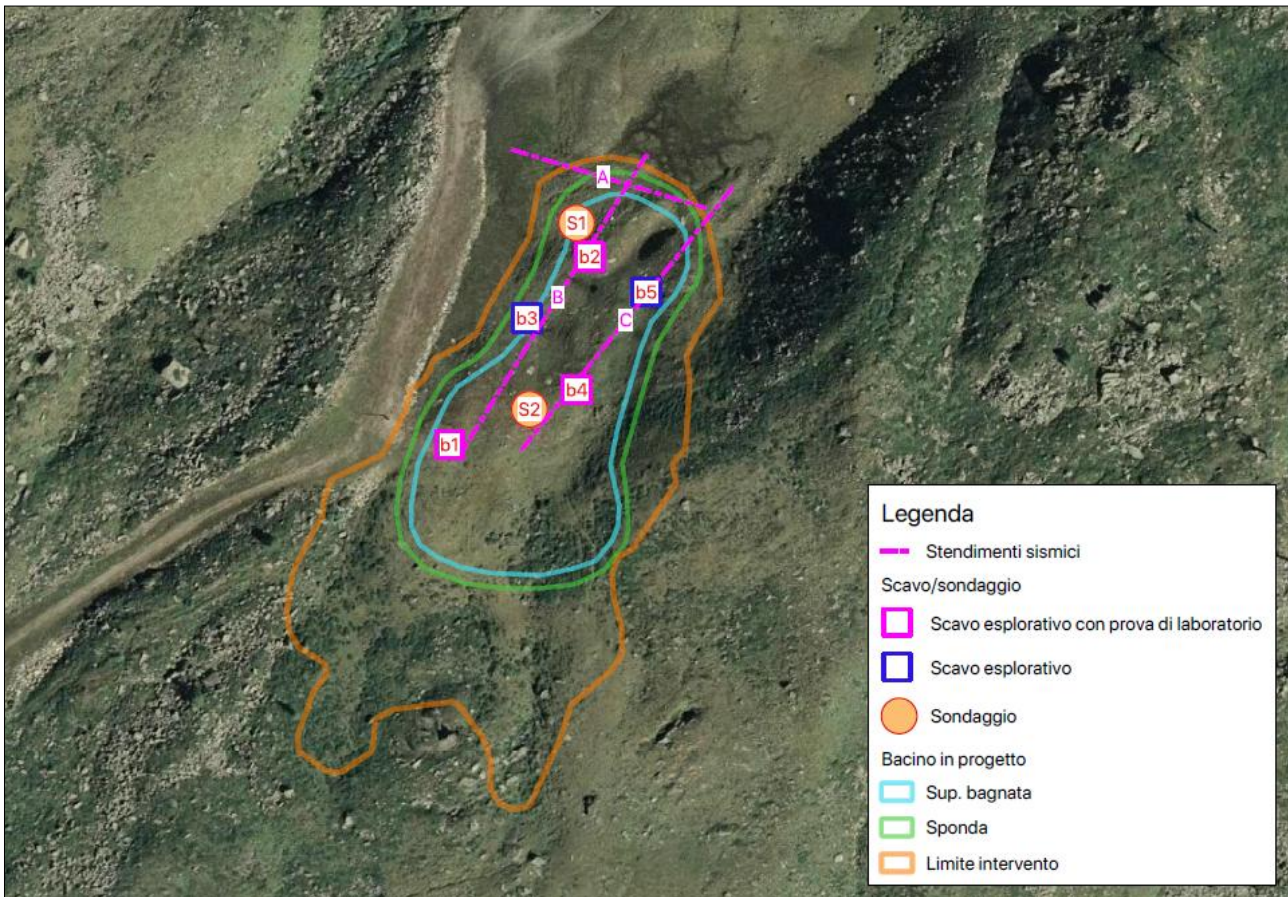 A
S1
b2
b5
B
b3
C
b4
S2
b1
Legenda
Stendimenti sismici
Scavo/sondaggio
Scavo esplorativo con prova di laboratorio
Scavo esplorativo
Sondaggio
Bacino in progetto
Sup. bagnata
Sponda
Limite intervento